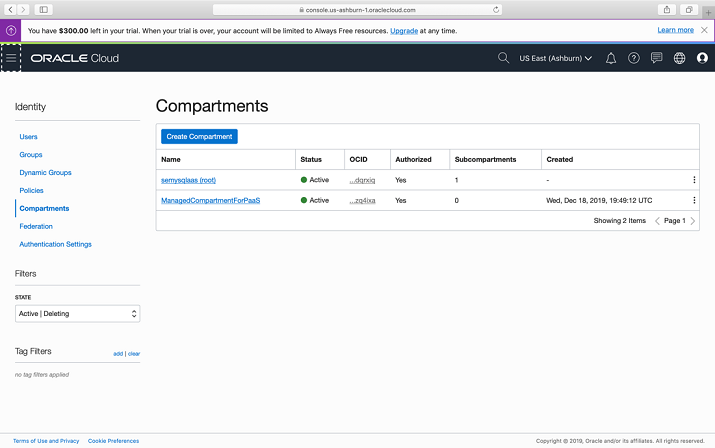 console.us-ashburn-1.oraclecloud.com
You have $300.00 left in your trial. When your trial is over, your account will be limited to Always Free resources. Upgrade at any time.
Learn more
ORACLE Cloud
US East (Ashburn)
Identity
Users
Groups
Dynamic Groups
Policies
Compartments
Federation
Authentication Settings
Filters
STATE
Active | Deleting
Tag Filters
add | clear
no tag filters applied
Compartments
Create Compartment
Name Status OCID Authorized Subcompartments Created
semysqlaas (root) Active ...dqrxiq Yes 1 -
ManagedCompartmentForPaaS Active ...zq4ixa Yes 0 Wed, Dec 18, 2019, 19:49:12 UTC
Showing 2 Items Page 1
Terms of Use and Privacy Cookie Preferences
Copyright © 2019, Oracle and/or its affiliates. All rights reserved.